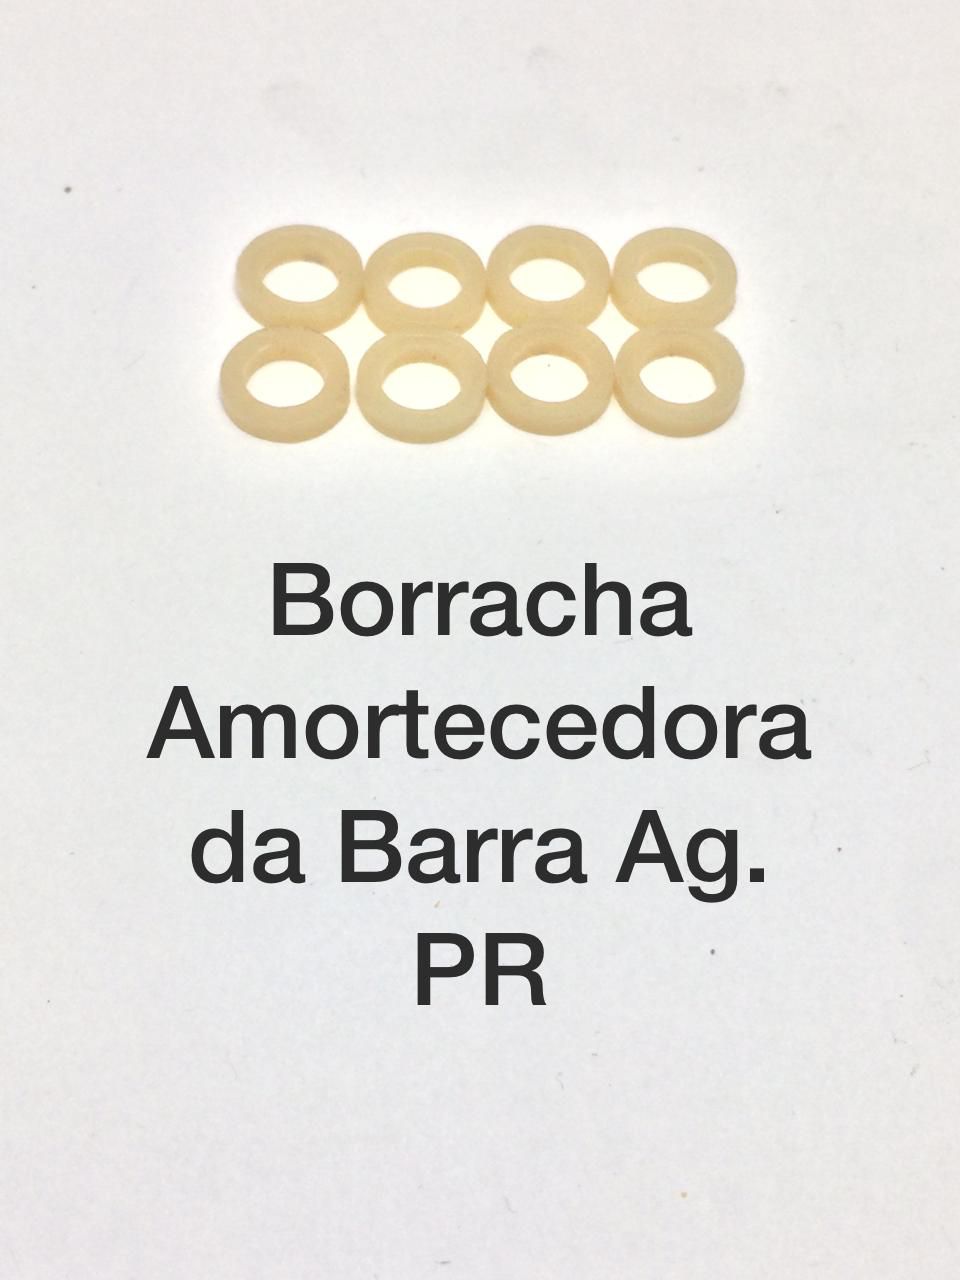 Borracha
Amortecedora
da Barra Ag.
PR